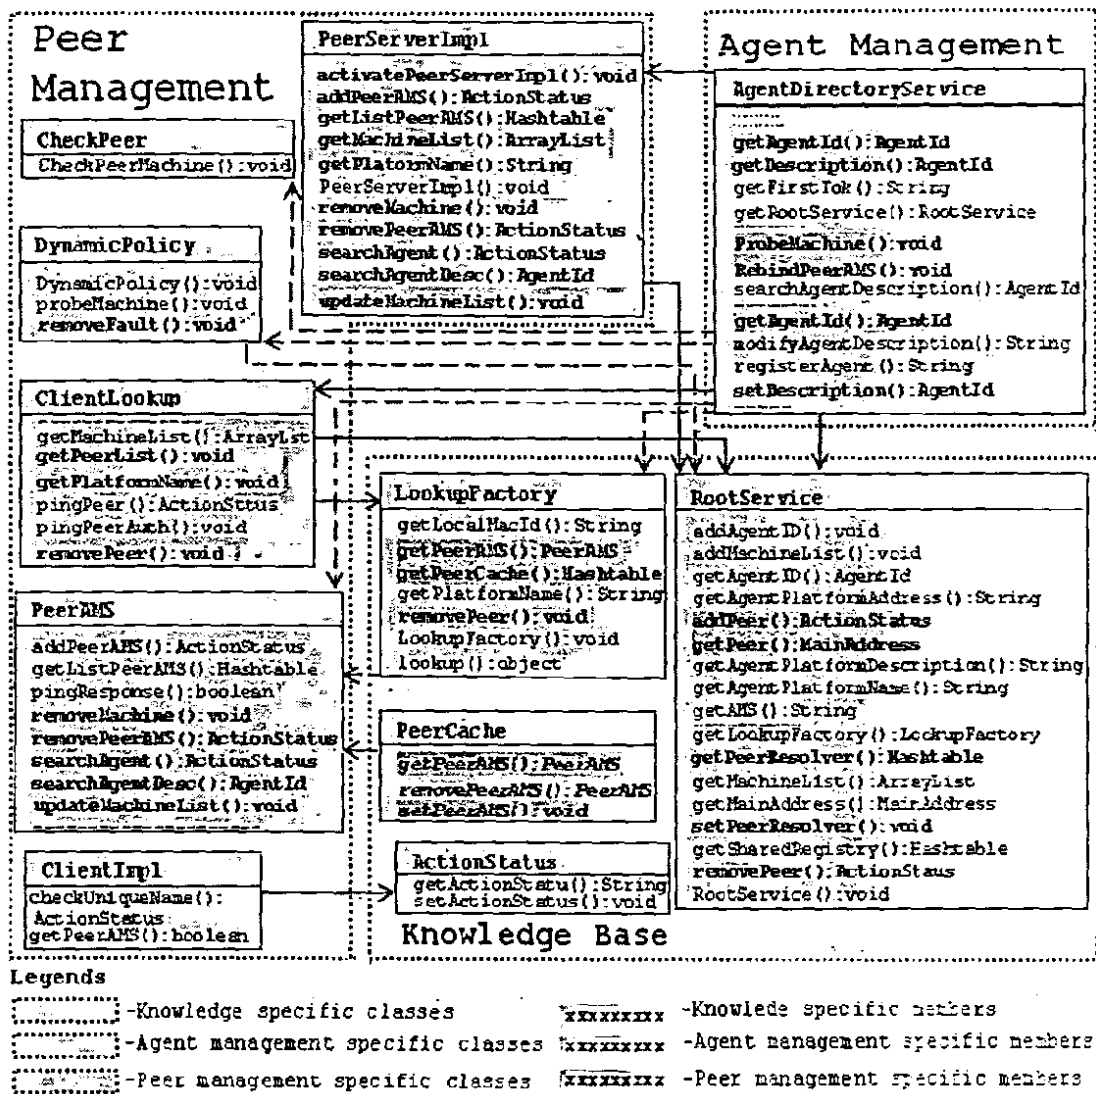 Peer
Management
CheckPeer
CheckPeerMachine():void
DynamicPolicy
DynamicPolicy():void
probeMachine():void
removeFault():void
ClientLookup
getMachineList(!:ArrayLst
getPeerList():void
getPlatformName():void
pingPeer():ActionSttus
pingPeerAuth():void
removePeer():void
PeerAMS
addPeerAMS():ActionStatus
getListPeerAMS():Hashtable
pingResponse():boolean
removeMachine():void
removePeerAMS():ActionStatus
searchAgent():ActionStatus
searchAgentDesc():AgentId
updateMachineList():void
ClientImpl
checkUniqueName():
ActionStatus
getPeerAMS():boolean
PeerServerImpl
activatePeerServerImpl():void
addPeerAMS():ActionStatus
getListPeerAMS():Hashtable
getMachineList():ArrayList
getPlatormName():String
PeerServerImpl():void
removeMachine():void
removePeerAMS():ActionStatus
searchAgent():ActionStatus
searchAgentDesc():AgentId
updateMachineList():void
Agent Management
AgentDirectoryService
getAgentId():AgentId
getDescription():AgentId
getFirstTok():String
getRootService():RootService
ProbeMachine():void
RebindPeerAMS():void
searchAgentDescription():AgentId
getAgentId():AgentId
modifyAgentDescription():String
registerAgent():String
setDescription():AgentId
LookupFactory
getLocalMacId():String
getPeerAMS():PeerAMS
getPeerCache():Hashtable
getPlatformName():String
removePeer():void
LookupFactory():void
lookup():object
PeerCache
getPeerAMS():PeerAMS
removePeerAMS():PeerAMS
setPeerAMS():void
ActionStatus
getActionStatu():String
setActionStatus():void
RootService
addAgentID():void
addMachineList():void
getAgentID():AgentId
getAgentPlatformAddress():String
addPeer():ActionStatus
getPeer():MainAddress
getAgentPlatformDescription():String
getAgentPlatformName():String
getAMS():String
getLookupFactory():LockupFactory
getPeerResolver():Hashtable
getMachineList():ArrayList
getMainAddress():MainAddress
setPeerResolver():void
getSharedRegistry():Hashtable
removePeer():ActionStaus
RootService():void
Knowledge Base
Legends
-Knowledge specific classes
-Agent management specific classes
-Peer management specific classes
xxxxxxxxx -Knowlede specific members
xxxxxxxxx -Agent management specific members
xxxxxxxxx -Peer management specific members